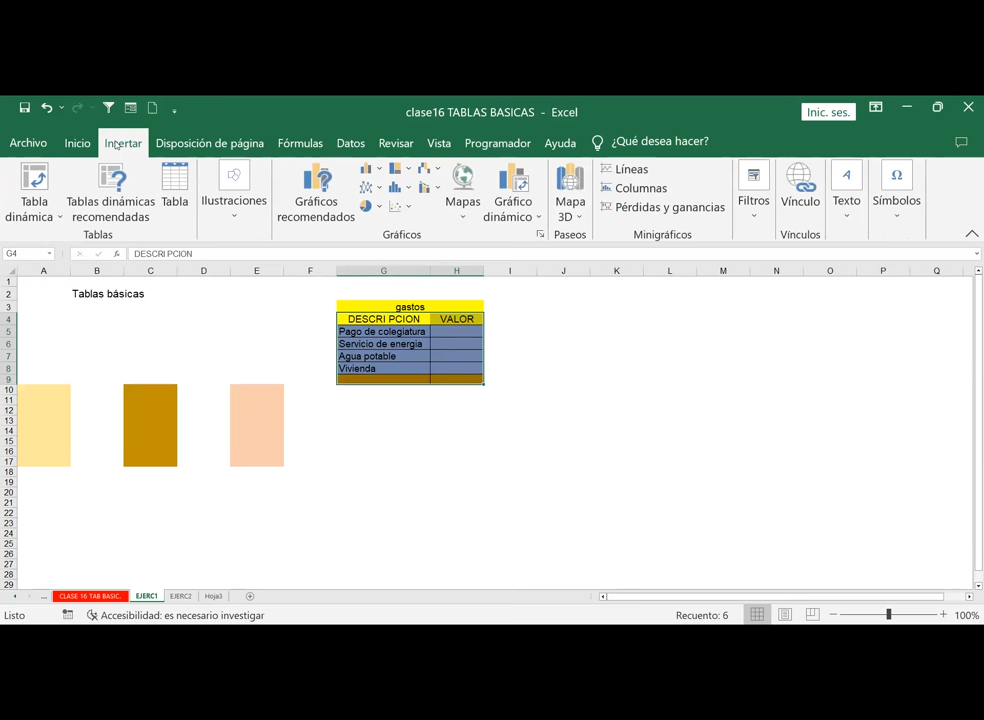 clase16 TABLAS BASICAS - Excel
Inic. ses.
Archivo Inicio Insertar Disposición de página Fórmulas Datos Revisar Vista Programador Ayuda ¿Qué desea hacer?
Tabla dinámica
Tablas dinámicas recomendadas
Tabla
Ilustraciones
Gráficos recomendados
Mapas
Gráfico dinámico
Mapa 3D
Líneas
Columnas
Pérdidas y ganancias
Filtros
Vínculo
Texto
Símbolos
Tablas Gráficos Paseos Minigráficos Vínculos
G4 fx DESCRI PCION
A B C D E F G H I J K L M N O P Q
1
2 Tablas básicas
3 gastos
4 DESCRI PCION VALOR
5 Pago de colegiatura
6 Servicio de energia
7 Agua potable
8 Vivienda
9
10
11
12
13
14
15
16
17
18
19
20
21
22
23
24
25
26
27
28
29
... CLASE 16 TAB BASIC. EJERC1 EJERC2 Hoja3
Listo Accesibilidad: es necesario investigar Recuento: 6 100%